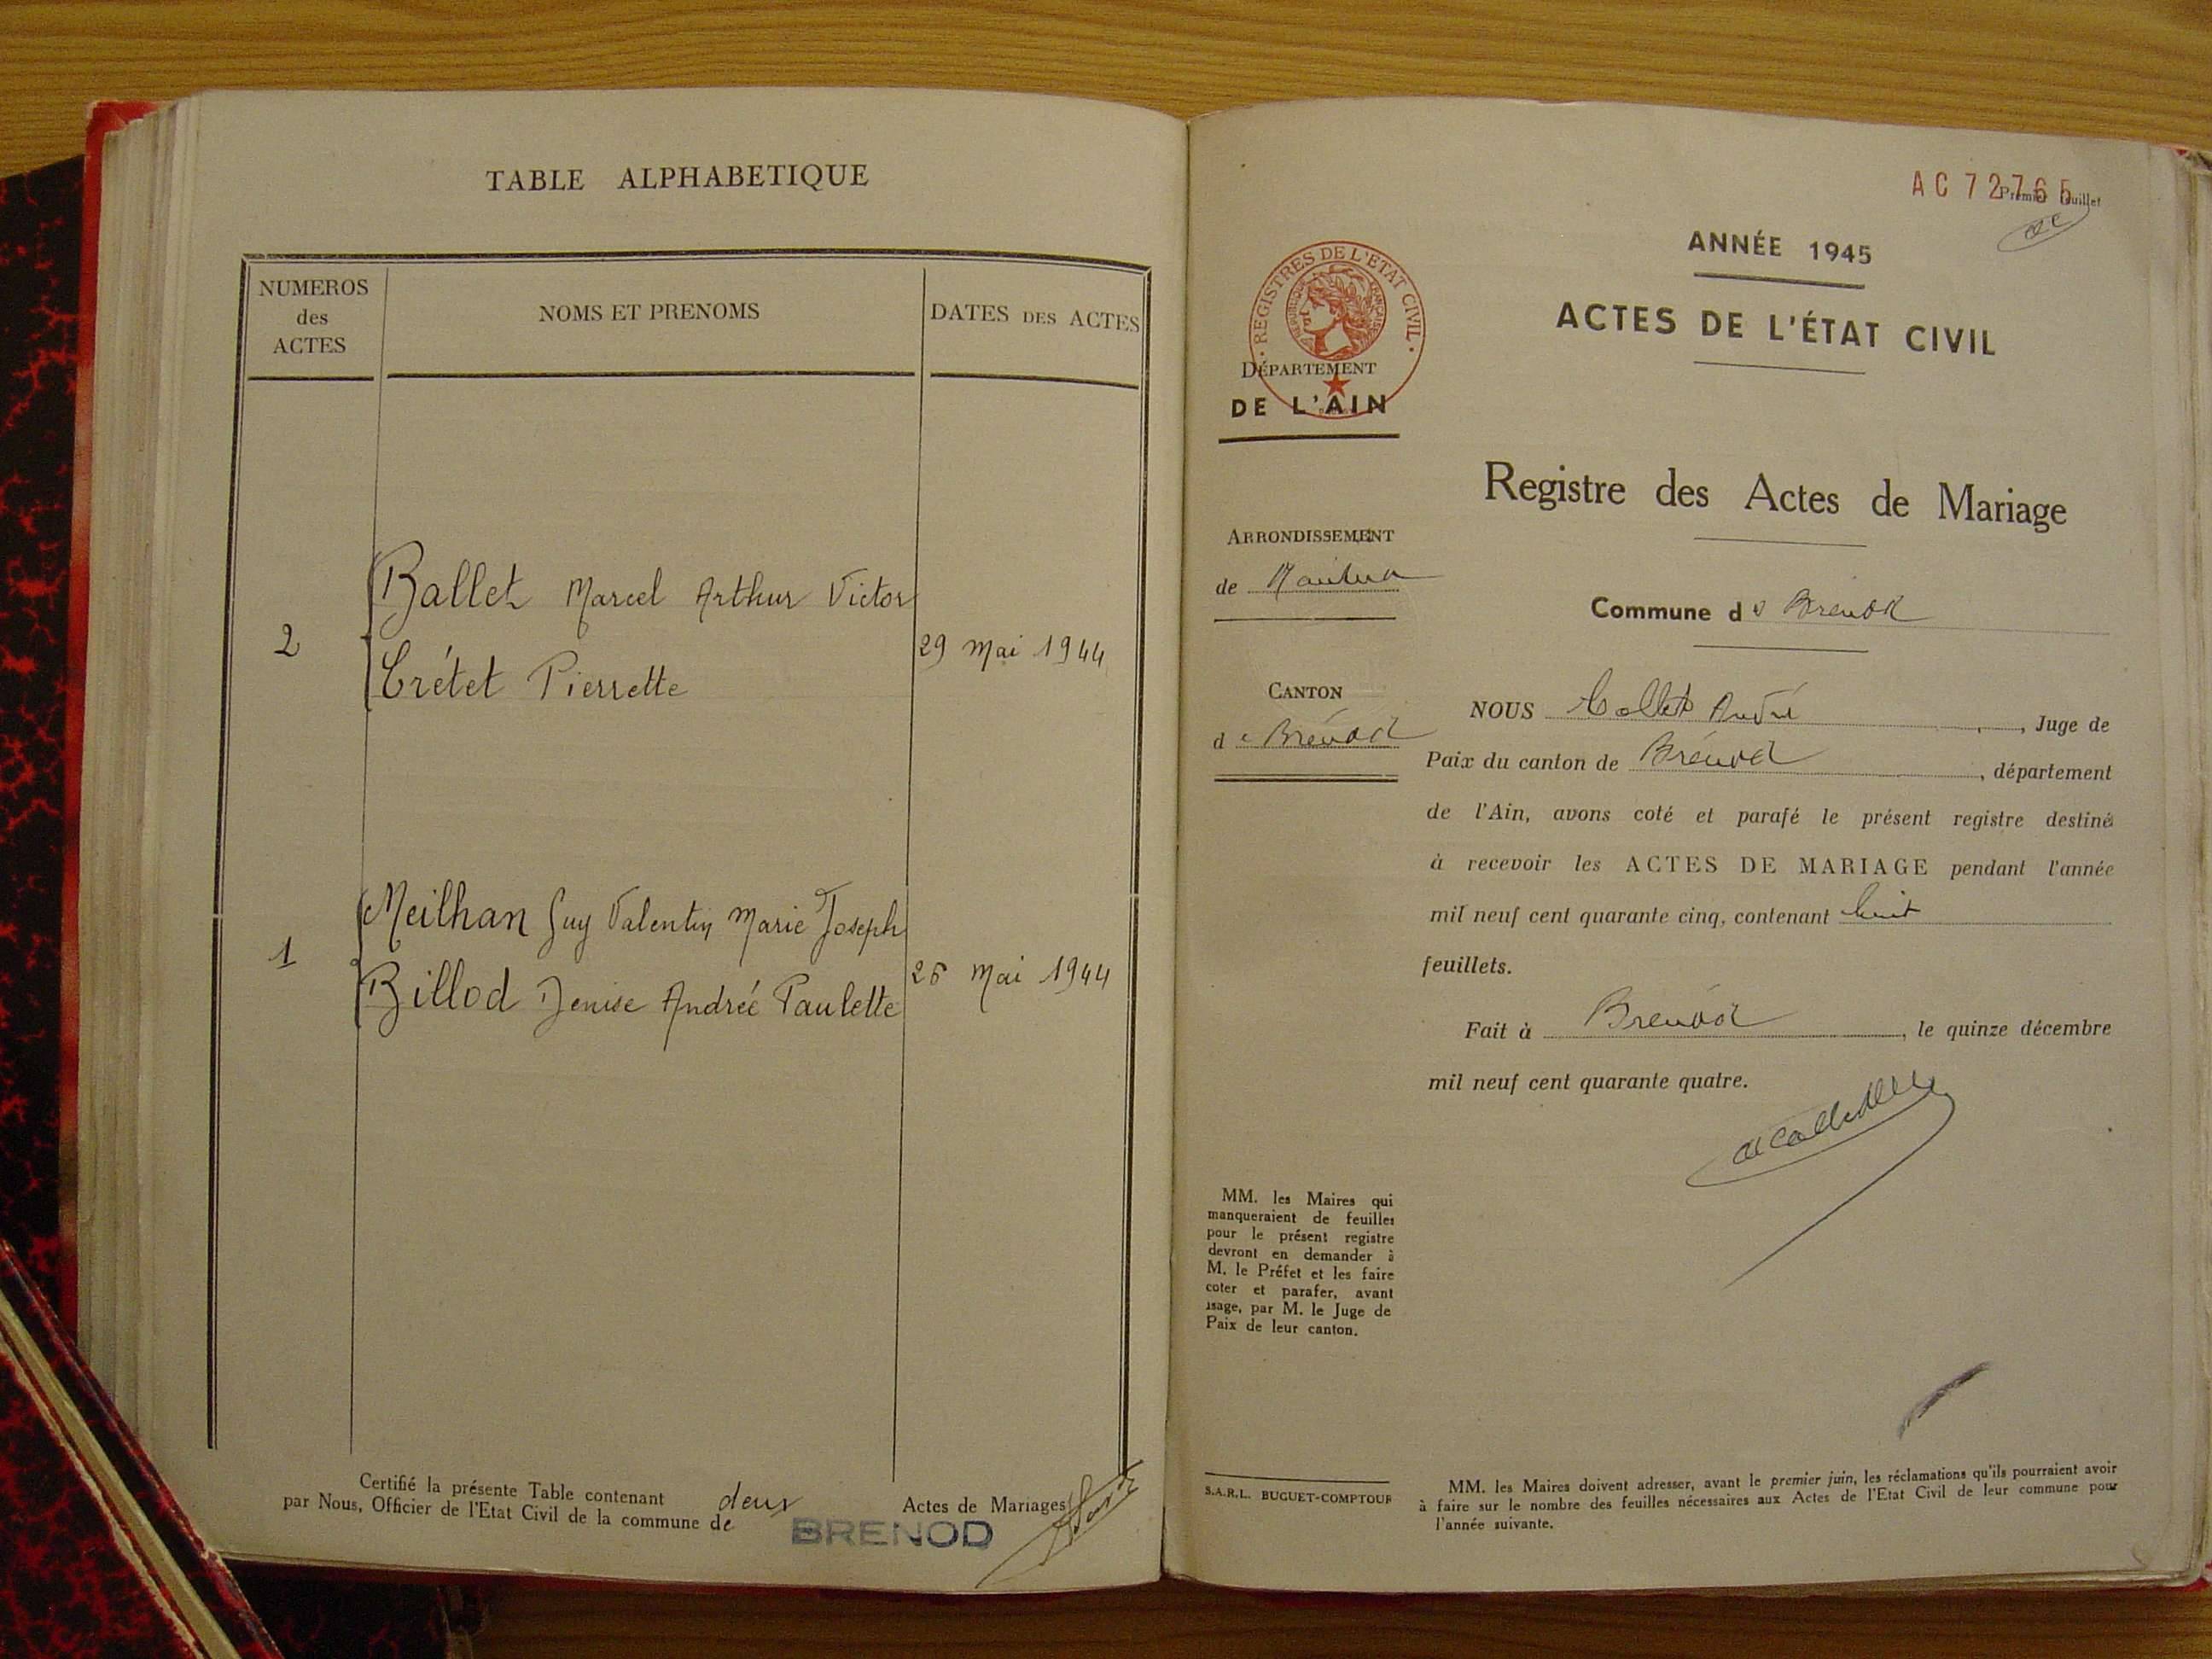 TABLE ALPHABETIQUE
NUMEROS
des
ACTES
NOMS ET PRENOMS
DATES DES ACTES
Ballet Marcel Arthur Victor
2
29 Mai 1944
Crétet Pierrette
Meilhan Guy Valentin Marie Joseph
1
26 Mai 1944
Billod Denise Andrée Paulette
Certifié la présente Table contenant deux Actes de Mariages
par Nous, Officier de l'Etat Civil de la commune de
BRENOD
AC 72765
Premier feuillet
ANNÉE 1945
ACTES DE L'ÉTAT CIVIL
REGISTRES DE L'ETAT CIVIL
REPUBLIQUE FRANÇAISE
DÉPARTEMENT
DE L'AIN
Registre des Actes de Mariage
ARRONDISSEMENT
de Nantua
Commune de Brenod
CANTON
de Brénod
NOUS Collet André, Juge de
Paix du canton de Brénod, département
de l'Ain, avons coté et parafé le présent registre destiné
à recevoir les ACTES DE MARIAGE pendant l'année
mil neuf cent quarante cinq, contenant huit
feuillets.
Fait à Brenod, le quinze décembre
mil neuf cent quarante quatre.
MM. les Maires qui
manqueraient de feuilles
pour le présent registre
devront en demander à
M. le Préfet et les faire
coter et parafer, avant
usage, par M. le Juge de
Paix de leur canton.
S.A.R.L. BUGUET-COMPTOUR
MM. les Maires doivent adresser, avant le premier juin, les réclamations qu'ils pourraient avoir
à faire sur le nombre des feuilles nécessaires aux Actes de l'Etat Civil de leur commune pour
l'année suivante.